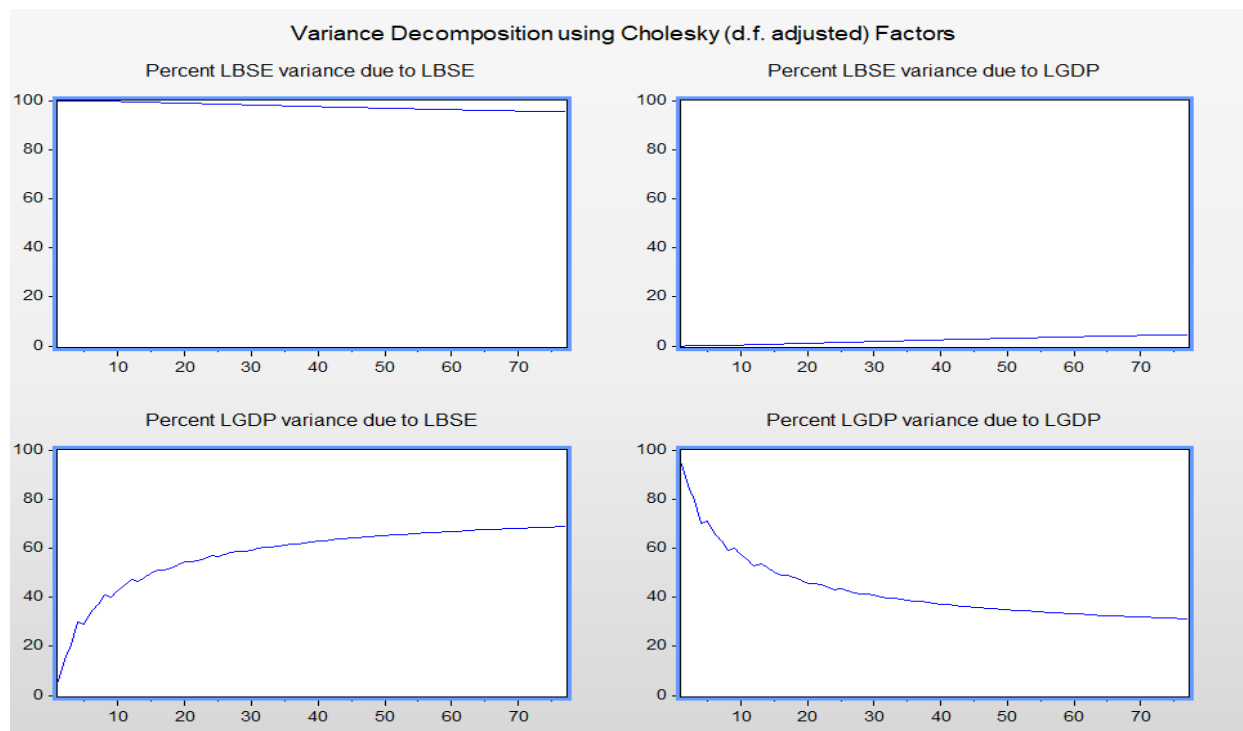 Variance Decomposition using Cholesky (d.f. adjusted) Factors
Percent LBSE variance due to LBSE
100
80
60
40
20
0
10 20 30 40 50 60 70
Percent LBSE variance due to LGDP
100
80
60
40
20
0
10 20 30 40 50 60 70
Percent LGDP variance due to LBSE
100
80
60
40
20
0
10 20 30 40 50 60 70
Percent LGDP variance due to LGDP
100
80
60
40
20
0
10 20 30 40 50 60 70